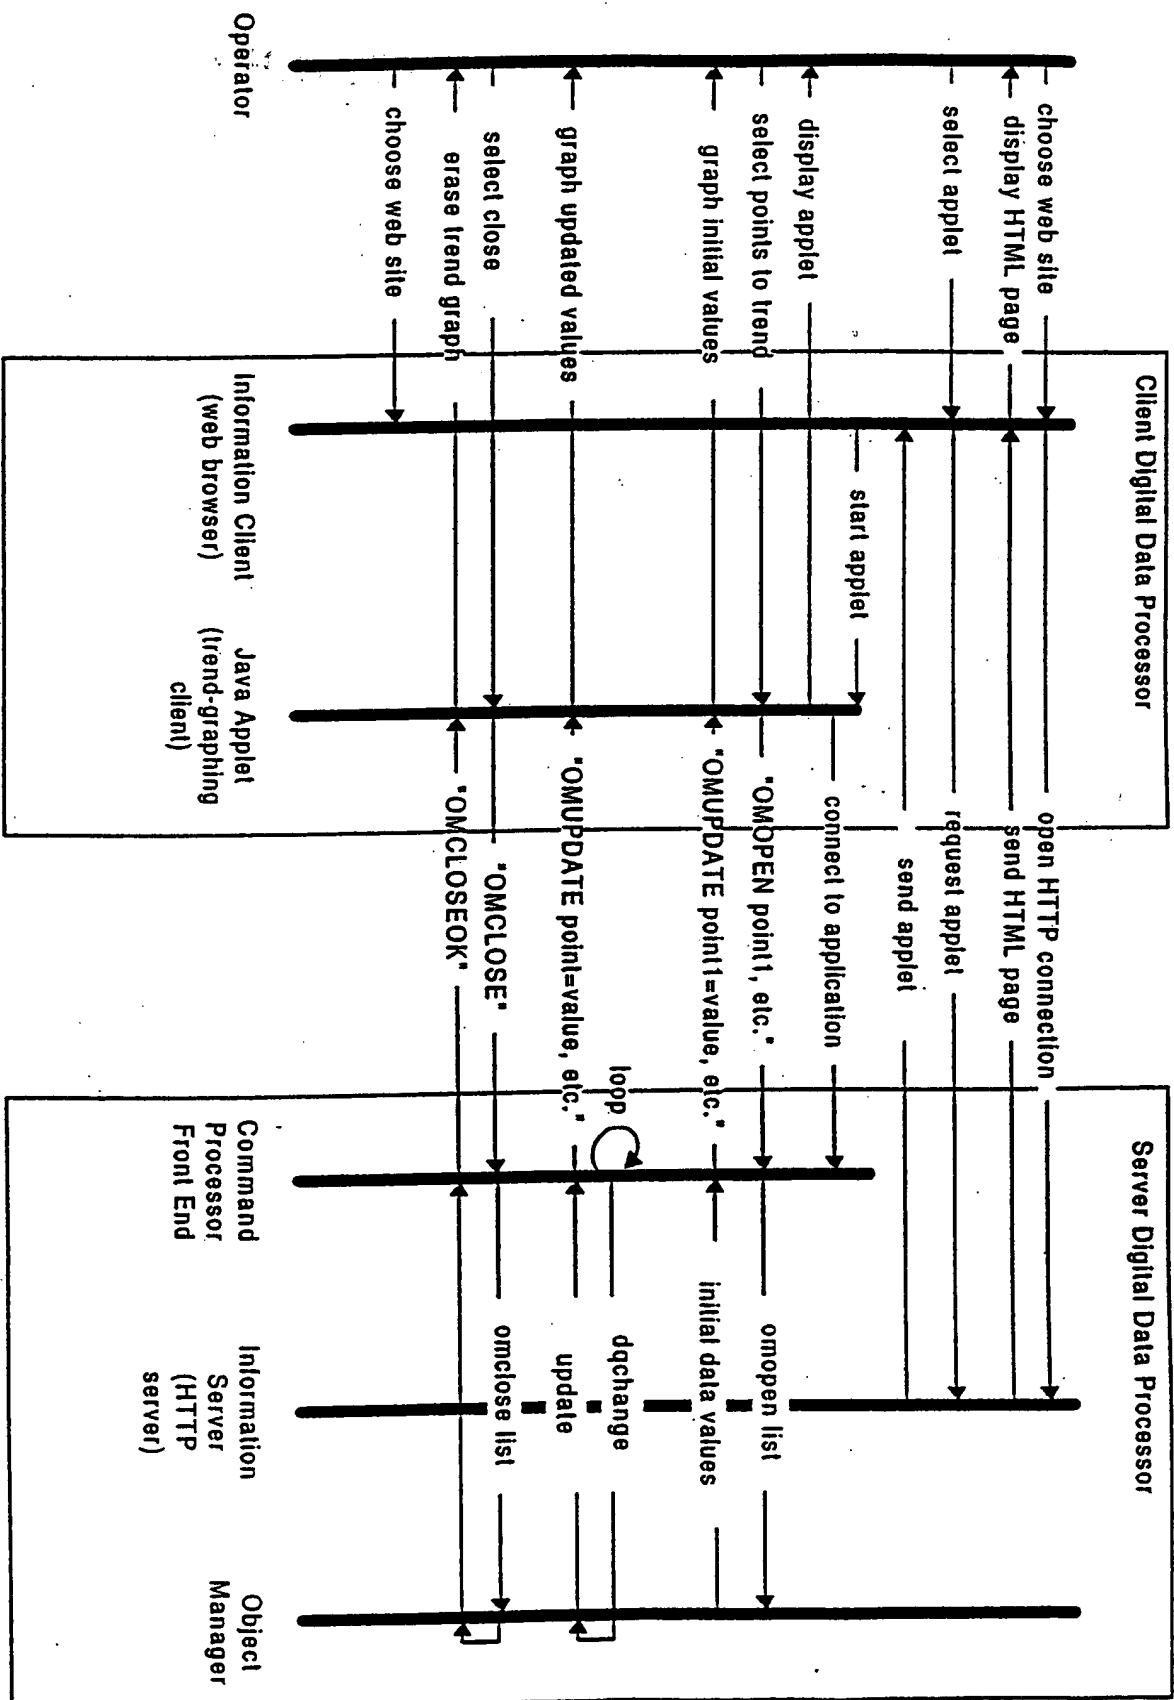 Client Digital Data Processor
Server Digital Data Processor
choose web site
open HTTP connection
display HTML page
send HTML page
select applet
request applet
send applet
start applet
connect to application
display applet
select points to trend
"OMOPEN point1, etc."
omopen list
graph initial values
"OMUPDATE point1=value, etc."
initial data values
loop
dqchange
graph updated values
"OMUPDATE point=value, etc."
update
select close
"OMCLOSE"
omclose list
erase trend graph
"OMCLOSEOK"
choose web site
Operator
Information Client
(web browser)
Java Applet
(trend-graphing
client)
Command
Processor
Front End
Information
Server
(HTTP
server)
Object
Manager